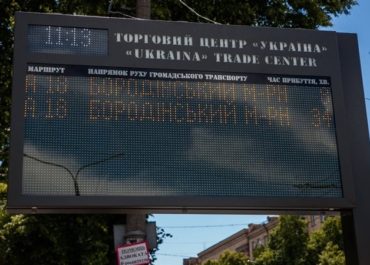 11:13
ТОРГОВИЙ ЦЕНТР «УКРАЇНА»
«UKRAINA» TRADE CENTER
МАРШРУТ НАПРЯМОК РУХУ ГРОМАДСЬКОГО ТРАНСПОРТУ ЧАС ПРИБУТТЯ, ХВ.
А 18 БОРОДІНСЬКИЙ М-РН
А 18 БОРОДІНСЬКИЙ М-РН 34
АДВОКАТА